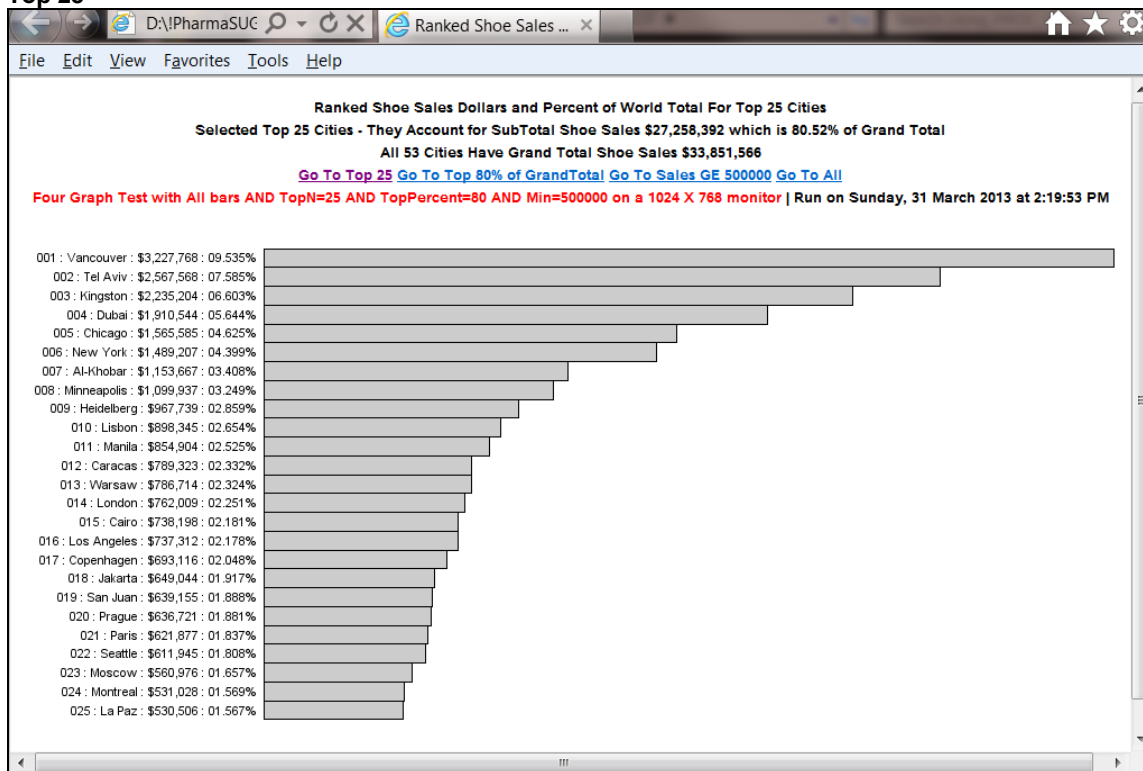 Top 25
D:\!PharmaSUG
Ranked Shoe Sales ...
File Edit View Favorites Tools Help
Ranked Shoe Sales Dollars and Percent of World Total For Top 25 Cities
Selected Top 25 Cities - They Account for SubTotal Shoe Sales $27,258,392 which is 80.52% of Grand Total
All 53 Cities Have Grand Total Shoe Sales $33,851,566
Go To Top 25 Go To Top 80% of GrandTotal Go To Sales GE 500000 Go To All
Four Graph Test with All bars AND TopN=25 AND TopPercent=80 AND Min=500000 on a 1024 X 768 monitor | Run on Sunday, 31 March 2013 at 2:19:53 PM
001 : Vancouver : $3,227,768 : 09.535%
002 : Tel Aviv : $2,567,568 : 07.585%
003 : Kingston : $2,235,204 : 06.603%
004 : Dubai : $1,910,544 : 05.644%
005 : Chicago : $1,565,585 : 04.625%
006 : New York : $1,489,207 : 04.399%
007 : Al-Khobar : $1,153,667 : 03.408%
008 : Minneapolis : $1,099,937 : 03.249%
009 : Heidelberg : $967,739 : 02.859%
010 : Lisbon : $898,345 : 02.654%
011 : Manila : $854,904 : 02.525%
012 : Caracas : $789,323 : 02.332%
013 : Warsaw : $786,714 : 02.324%
014 : London : $762,009 : 02.251%
015 : Cairo : $738,198 : 02.181%
016 : Los Angeles : $737,312 : 02.178%
017 : Copenhagen : $693,116 : 02.048%
018 : Jakarta : $649,044 : 01.917%
019 : San Juan : $639,155 : 01.888%
020 : Prague : $636,721 : 01.881%
021 : Paris : $621,877 : 01.837%
022 : Seattle : $611,945 : 01.808%
023 : Moscow : $560,976 : 01.657%
024 : Montreal : $531,028 : 01.569%
025 : La Paz : $530,506 : 01.567%